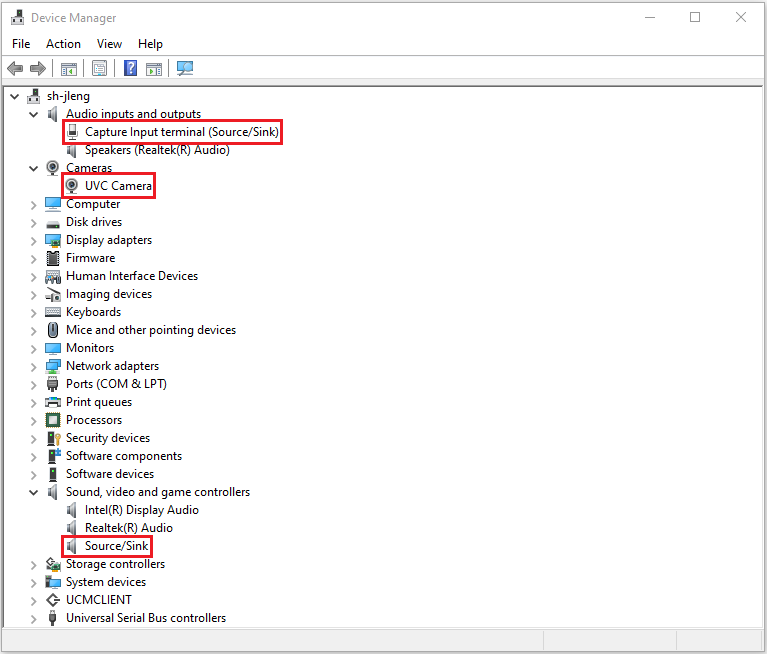 Device Manager
File Action View Help
sh-jleng
Audio inputs and outputs
Capture Input terminal (Source/Sink)
Speakers (Realtek(R) Audio)
Cameras
UVC Camera
Computer
Disk drives
Display adapters
Firmware
Human Interface Devices
Imaging devices
Keyboards
Mice and other pointing devices
Monitors
Network adapters
Ports (COM & LPT)
Print queues
Processors
Security devices
Software components
Software devices
Sound, video and game controllers
Intel(R) Display Audio
Realtek(R) Audio
Source/Sink
Storage controllers
System devices
UCMCLIENT
Universal Serial Bus controllers